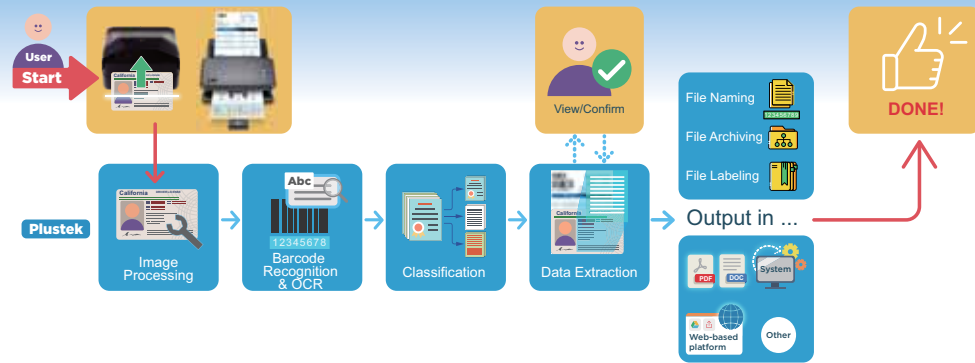 User
Start
California
View/Confirm
File Naming
123456789
File Archiving
File Labeling
DONE!
Plustek
California
Image
Processing
Abc
12345678
Barcode
Recognition
& OCR
Classification
California
Data Extraction
Output in ...
PDF
DOC
System
Web-based
platform
Other